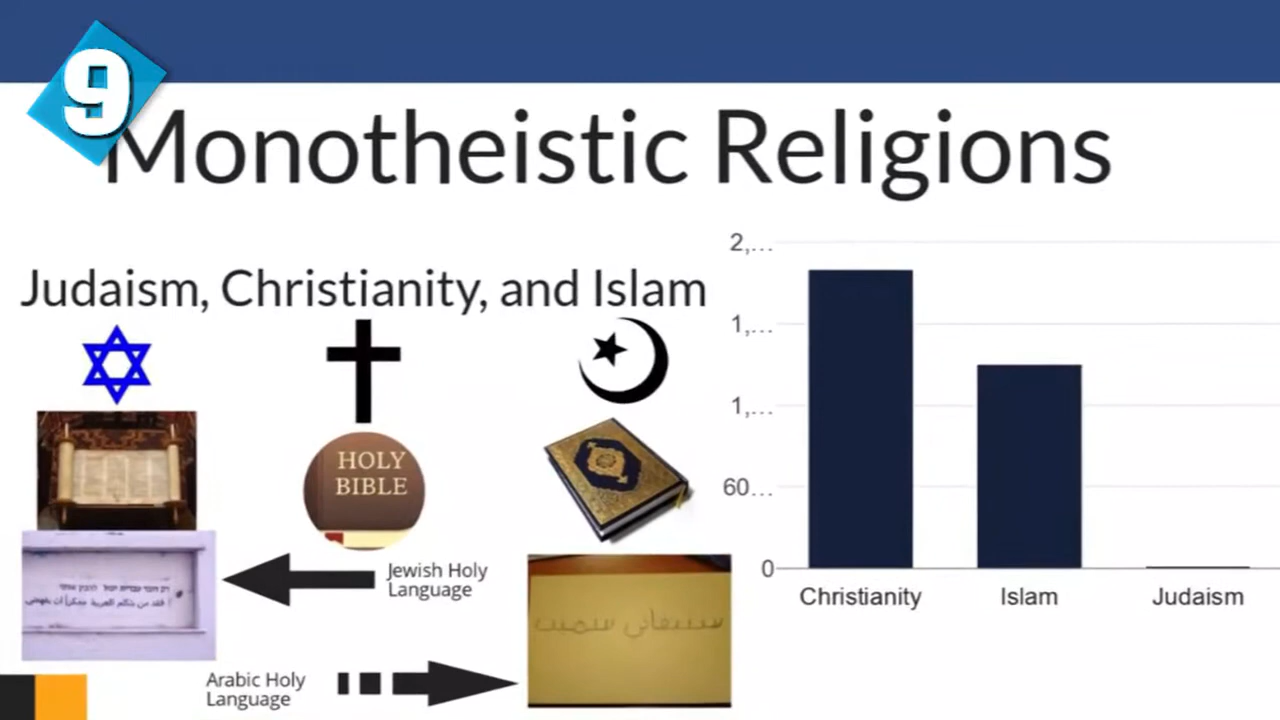 9
Monotheistic Religions
Judaism, Christianity, and Islam
HOLY
BIBLE
Jewish Holy
Language
Arabic Holy
Language
2,...
1,...
1,...
60...
0
Christianity
Islam
Judaism